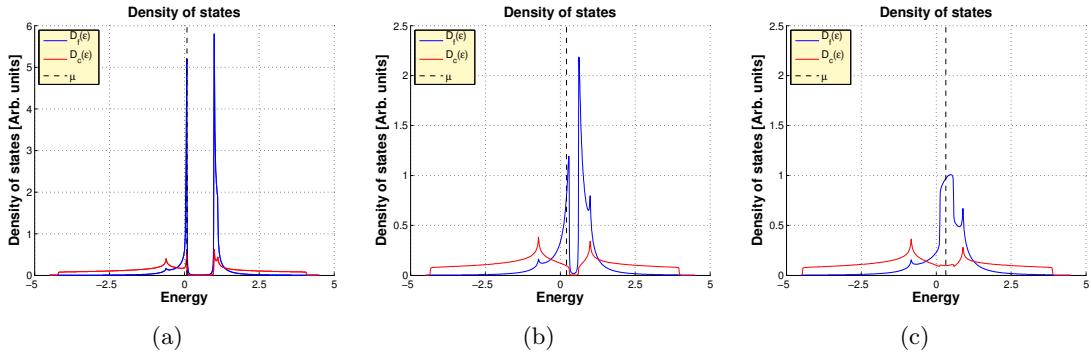 Density of states
Density of states [Arb. units]
D_f(ε)
D_c(ε)
μ
6
5
4
3
2
1
0
−5
−2.5
0
2.5
5
Energy
(a)
Density of states
Density of states [Arb. units]
D_f(ε)
D_c(ε)
μ
2.5
2
1.5
1
0.5
0
−5
−2.5
0
2.5
5
Energy
(b)
Density of states
Density of states [Arb. units]
D_f(ε)
D_c(ε)
μ
2.5
2
1.5
1
0.5
0
−5
−2.5
0
2.5
5
Energy
(c)